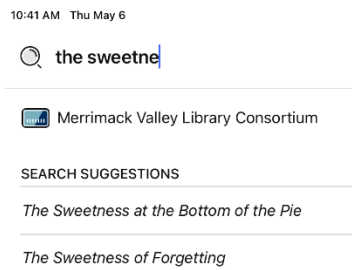 10:41 AM Thu May 6
the sweetne
Merrimack Valley Library Consortium
SEARCH SUGGESTIONS
The Sweetness at the Bottom of the Pie
The Sweetness of Forgetting